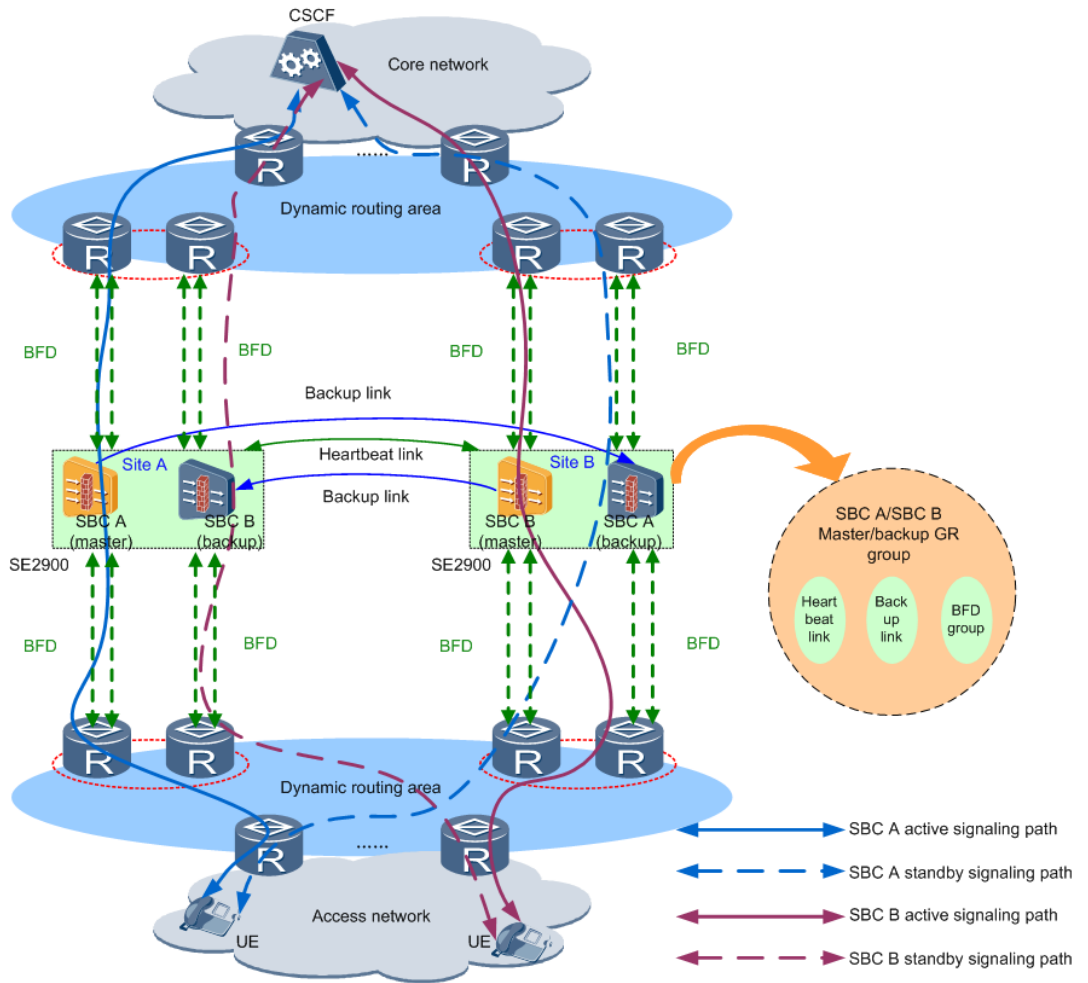 CSCF
Core network
R
R
......
Dynamic routing area
R
R
R
R
BFD
BFD
BFD
BFD
Backup link
Site A
Heartbeat link
Site B
Backup link
SBC A
(master)
SBC B
(backup)
SBC B
(master)
SBC A
(backup)
SE2900
SE2900
SBC A/SBC B
Master/backup GR
group
Heart
beat
link
Back
up
link
BFD
group
BFD
BFD
BFD
BFD
R
R
R
R
Dynamic routing area
R
R
......
Access network
UE
UE
SBC A active signaling path
SBC A standby signaling path
SBC B active signaling path
SBC B standby signaling path